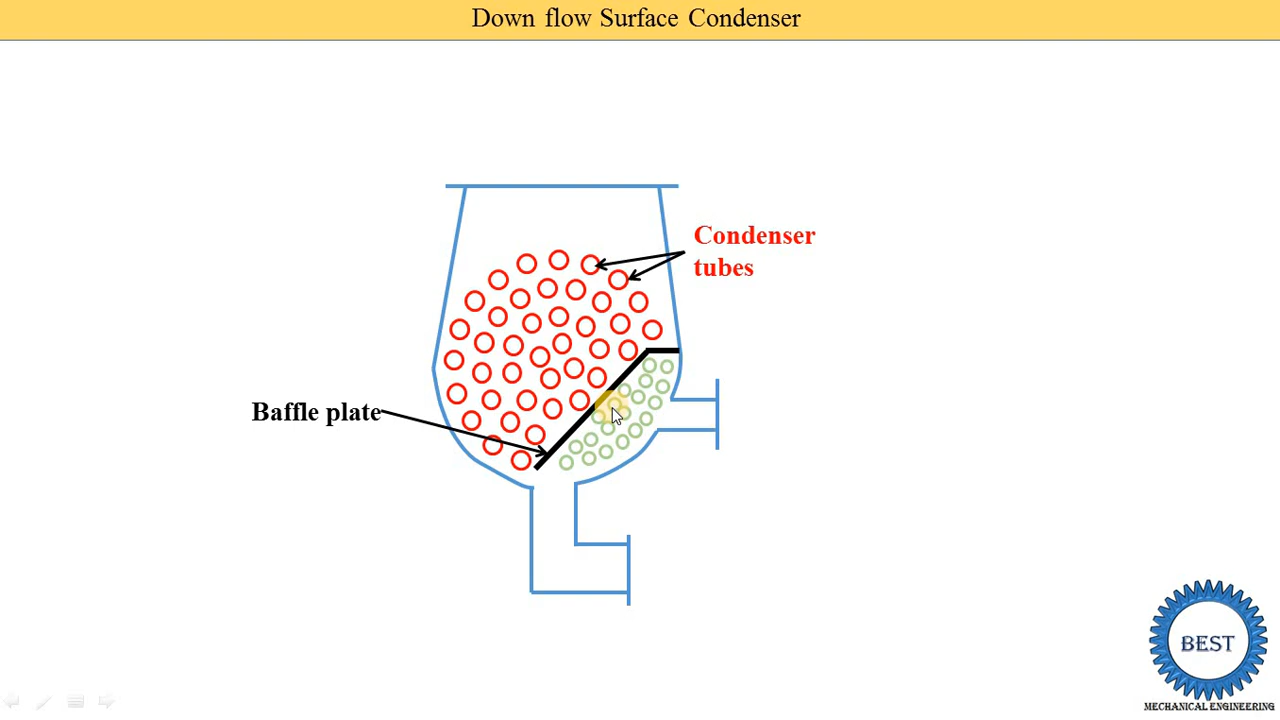 Down flow Surface Condenser
Condenser
tubes
Baffle plate
BEST
MECHANICAL ENGINEERING